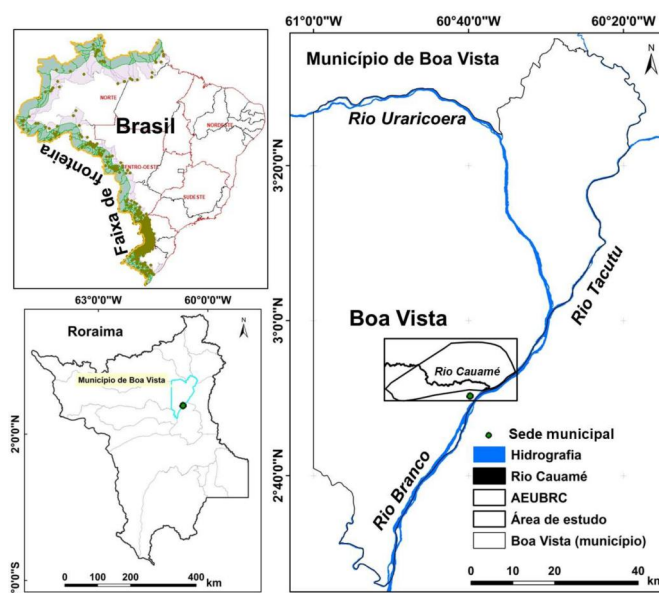 NORTE
Brasil
NORDESTE
CENTRO-OESTE
SUDESTE
Faixa de fronteira
63°0'0"W 60°0'0"W
Roraima
N
Município de Boa Vista
2°0'0"N
0°0'0"S
0 200 400 km
61°0'0"W 60°40'0"W 60°20'0"W
Município de Boa Vista
N
Rio Uraricoera
3°20'0"N
Rio Tacutu
3°0'0"N
Boa Vista
Rio Cauamé
2°40'0"N
Rio Branco
Sede municipal
Hidrografia
Rio Cauamé
AEUBRC
Área de estudo
Boa Vista (município)
0 10 20 40
km